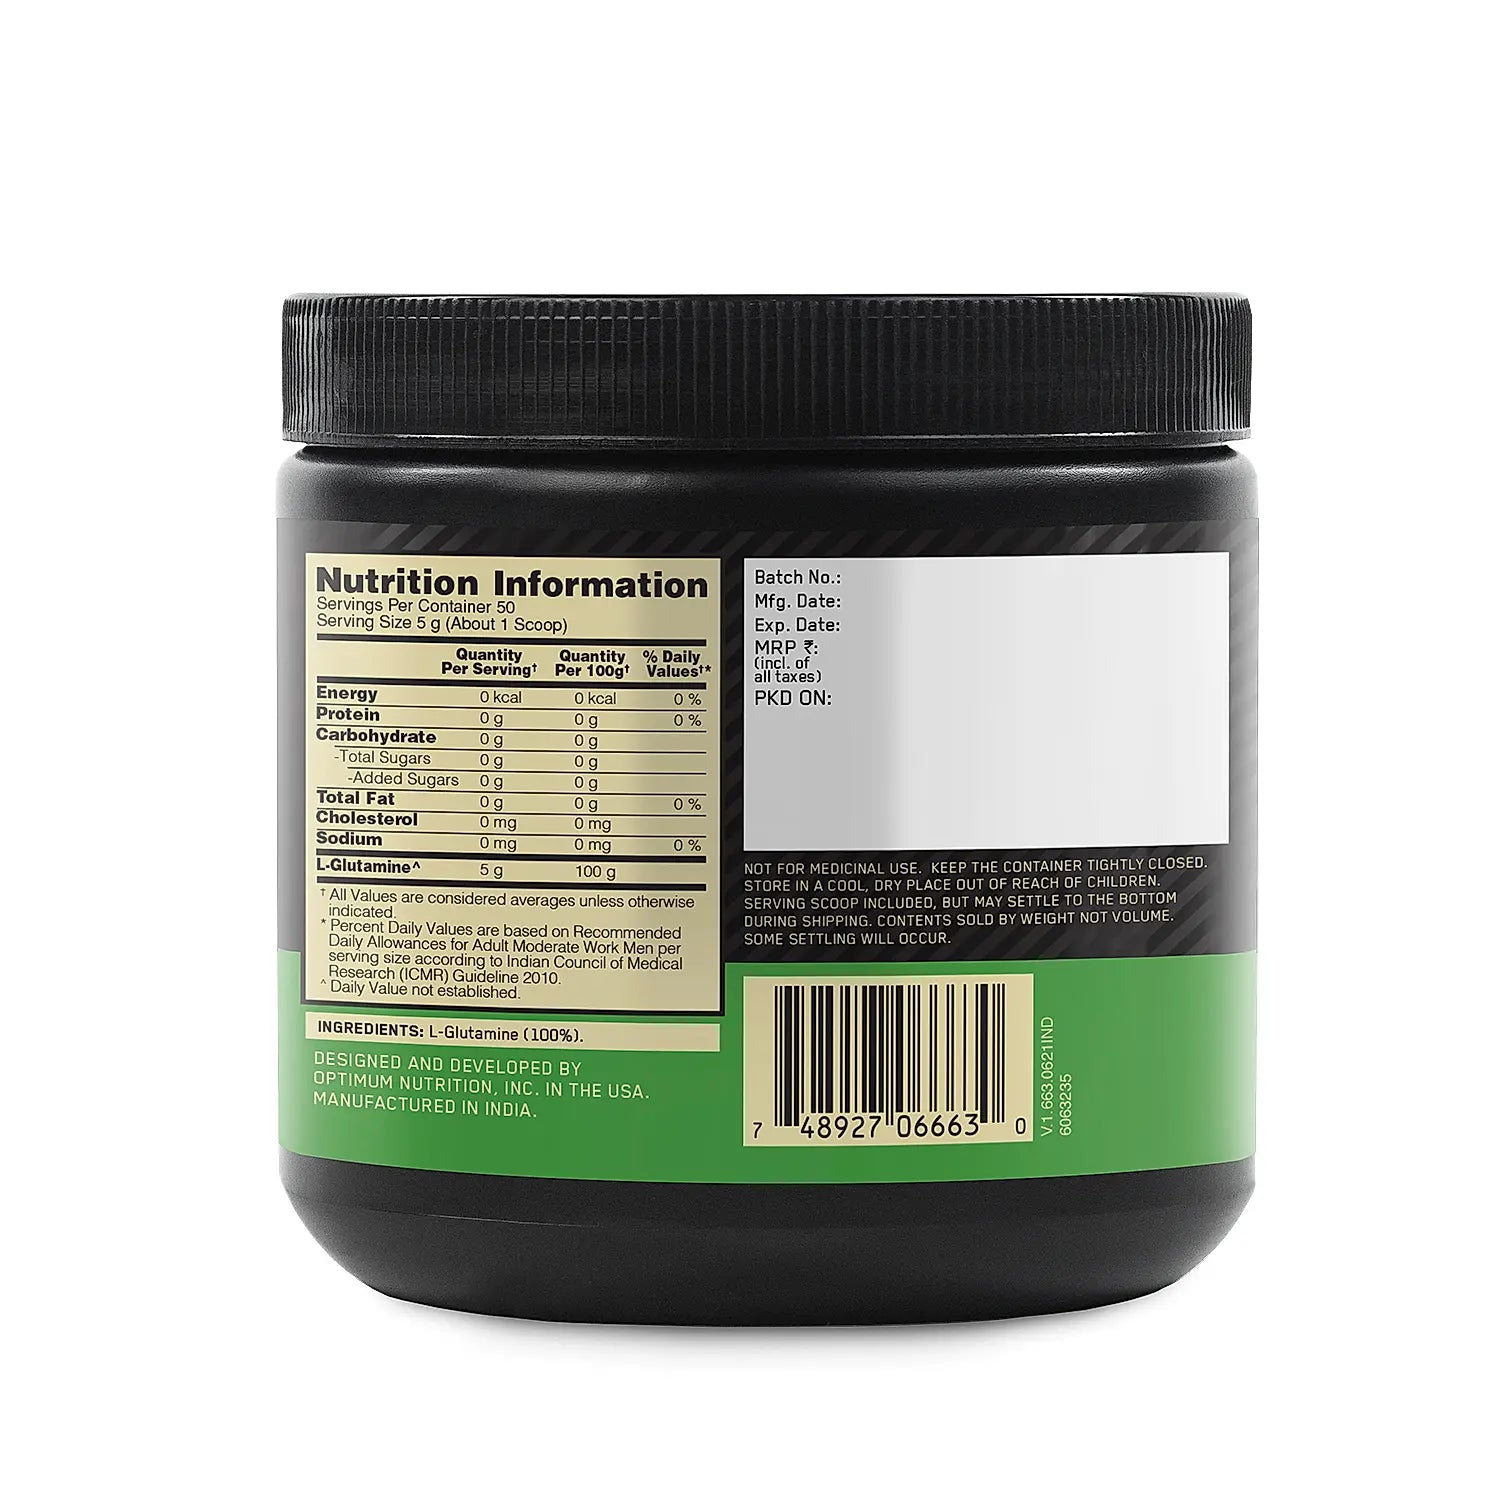 Nutrition Information
Servings Per Container 50
Serving Size 5 g (About 1 Scoop)
Quantity Per Serving† Quantity Per 100g† % Daily Values†*
Energy 0 kcal 0 kcal 0 %
Protein 0 g 0 g 0 %
Carbohydrate 0 g 0 g
-Total Sugars 0 g 0 g
-Added Sugars 0 g 0 g
Total Fat 0 g 0 g 0 %
Cholesterol 0 mg 0 mg
Sodium 0 mg 0 mg 0 %
L-Glutamine^ 5 g 100 g
† All Values are considered averages unless otherwise
indicated.
* Percent Daily Values are based on Recommended
Daily Allowances for Adult Moderate Work Men per
serving size according to Indian Council of Medical
Research (ICMR) Guideline 2010.
^ Daily Value not established.
INGREDIENTS: L-Glutamine (100%).
DESIGNED AND DEVELOPED BY
OPTIMUM NUTRITION, INC. IN THE USA.
MANUFACTURED IN INDIA.
Batch No.:
Mfg. Date:
Exp. Date:
MRP ₹:
(incl. of
all taxes)
PKD ON:
NOT FOR MEDICINAL USE. KEEP THE CONTAINER TIGHTLY CLOSED.
STORE IN A COOL, DRY PLACE OUT OF REACH OF CHILDREN.
SERVING SCOOP INCLUDED, BUT MAY SETTLE TO THE BOTTOM
DURING SHIPPING. CONTENTS SOLD BY WEIGHT NOT VOLUME.
SOME SETTLING WILL OCCUR.
7 48927 06663 0
V.1.663.0621IND
6063235